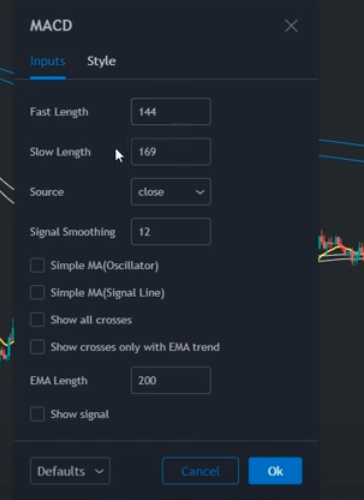 MACD
Inputs Style
Fast Length 144
Slow Length 169
Source close
Signal Smoothing 12
Simple MA(Oscillator)
Simple MA(Signal Line)
Show all crosses
Show crosses only with EMA trend
EMA Length 200
Show signal
Defaults Cancel Ok